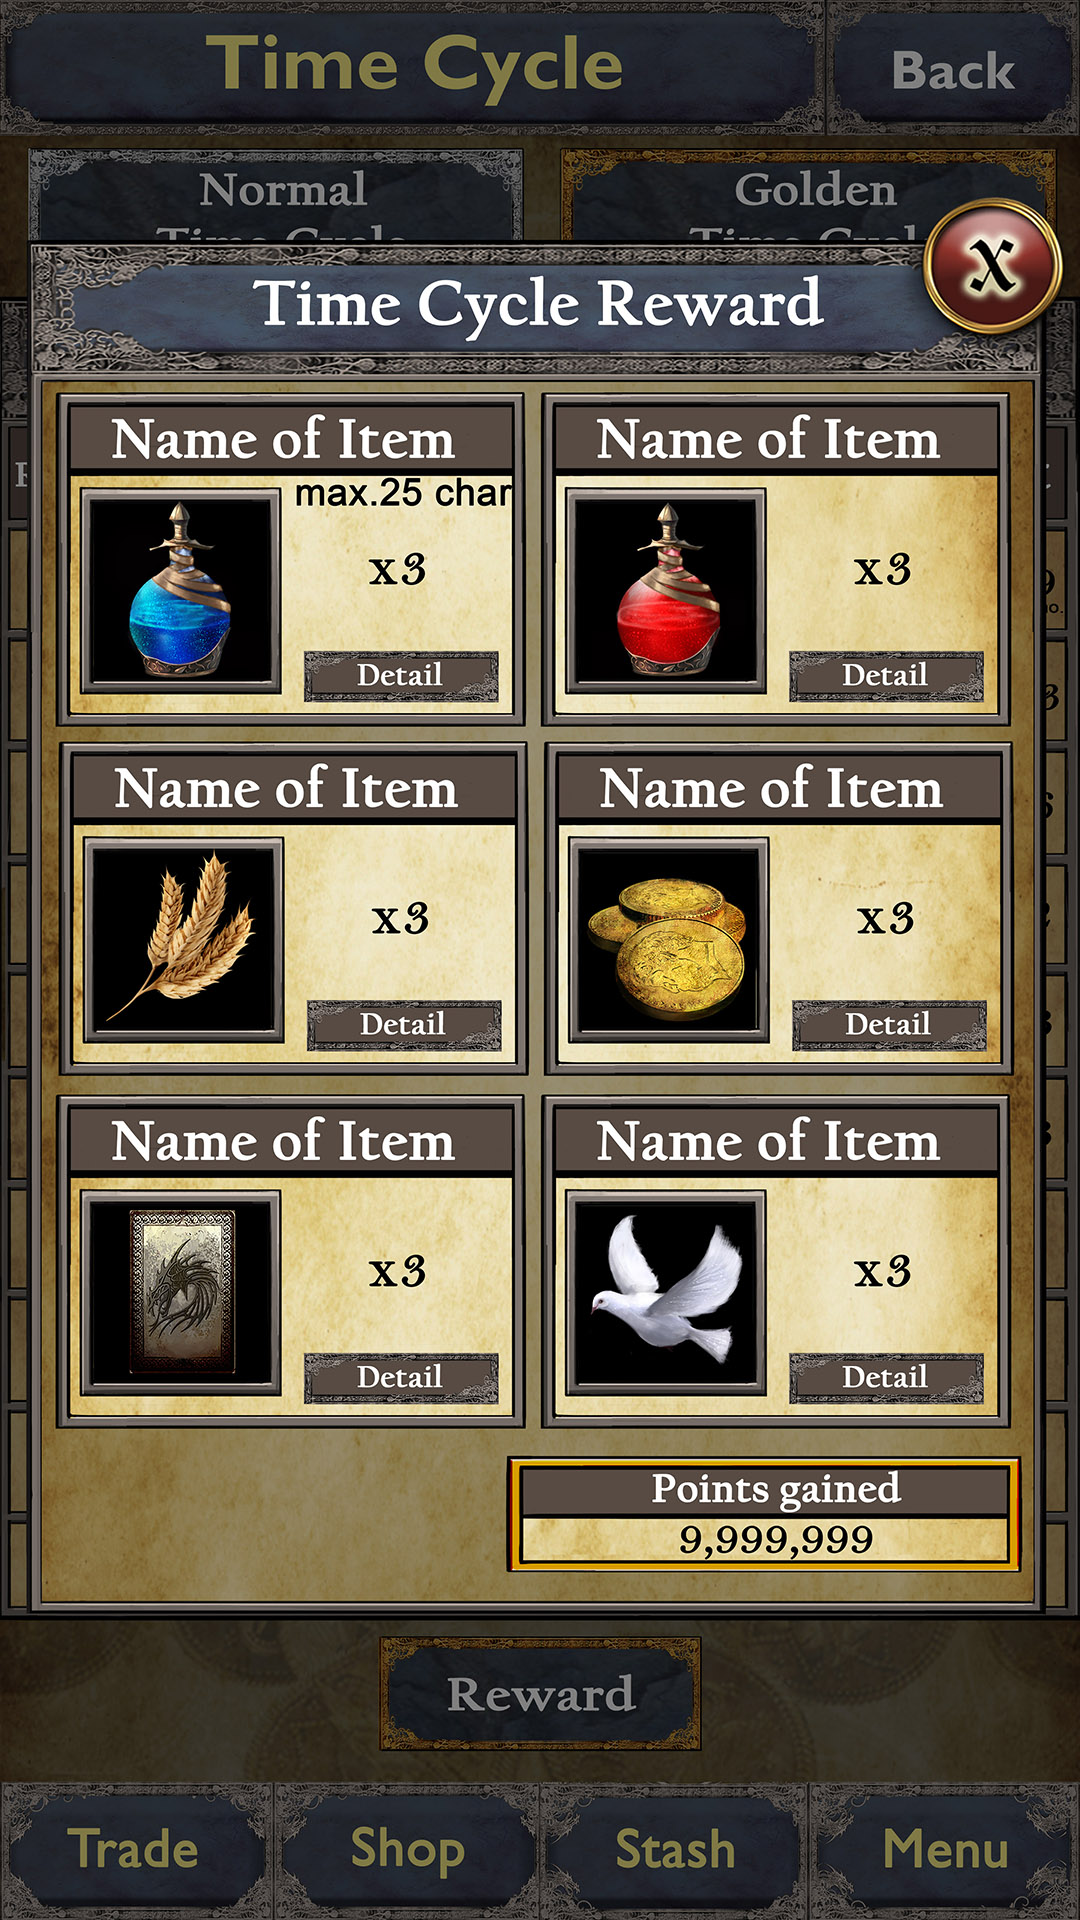 Time Cycle
Back
Normal
Golden
Time Cycle Reward
X
Name of Item
max.25 char
x3
Detail
Name of Item
x3
Detail
Name of Item
x3
Detail
Name of Item
x3
Detail
Name of Item
x3
Detail
Name of Item
x3
Detail
Points gained
9,999,999
Reward
Trade
Shop
Stash
Menu